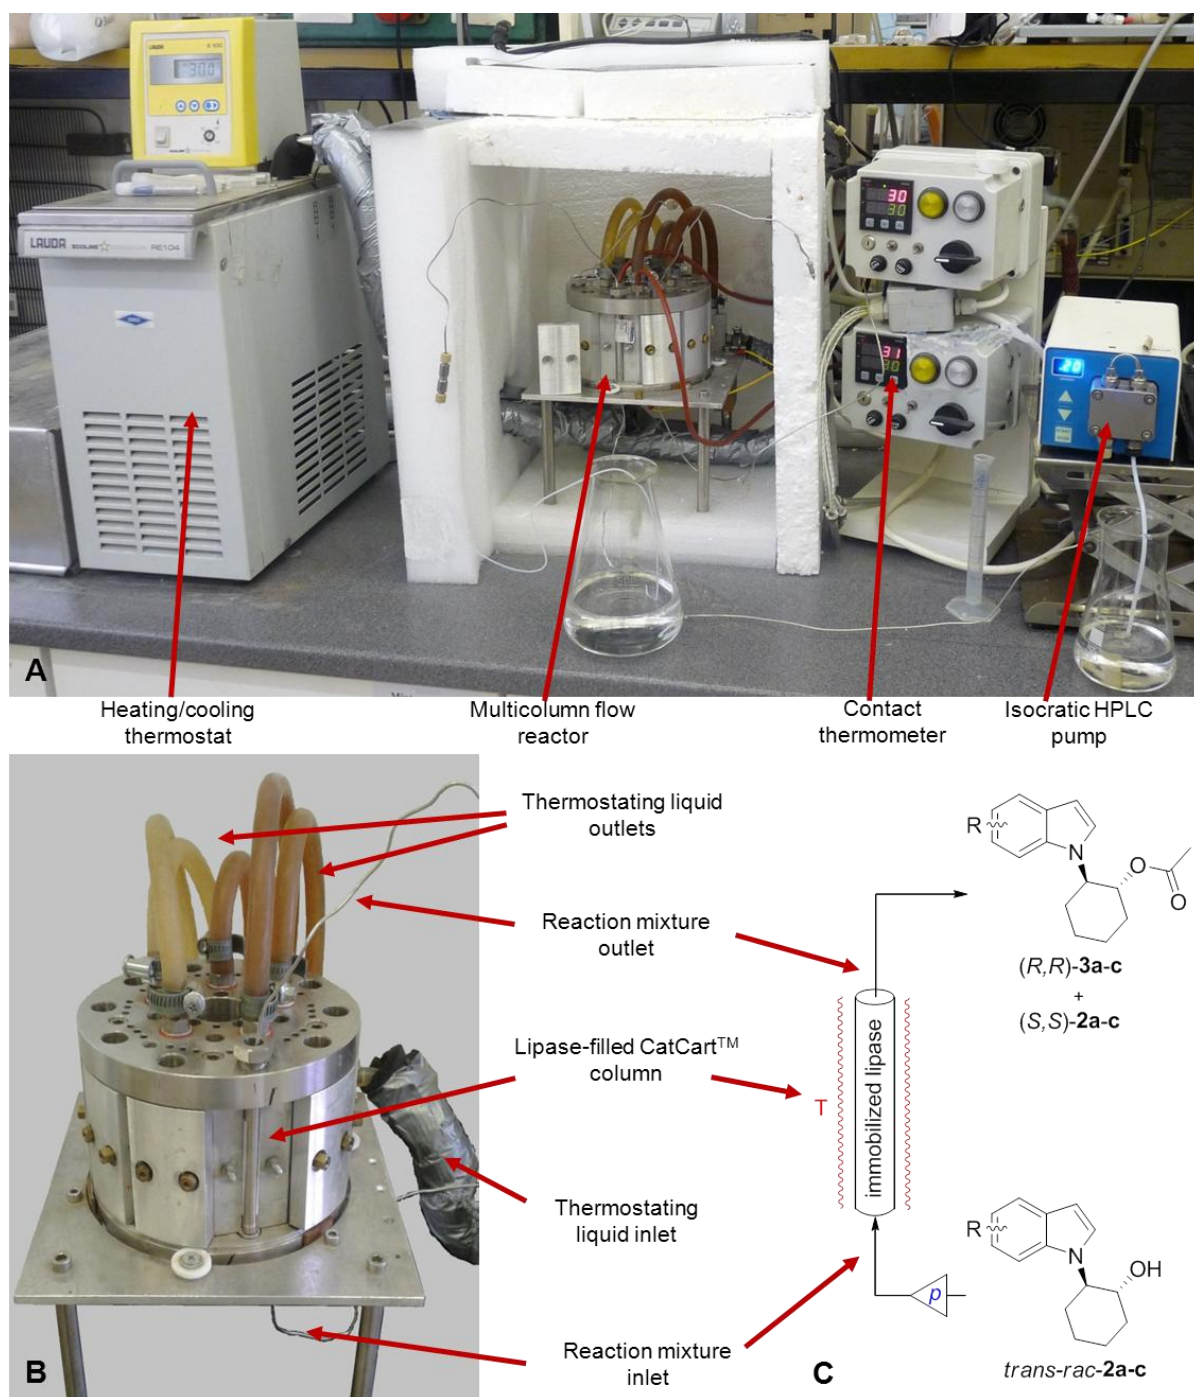 LAUDA
30.0
LAUDA ECOLINE RE104
30
30
31
30
20
A
Heating/cooling
thermostat
Multicolumn flow
reactor
Contact
thermometer
Isocratic HPLC
pump
Thermostating liquid
outlets
Reaction mixture
outlet
Lipase-filled CatCart™
column
Thermostating
liquid inlet
Reaction mixture
inlet
B
R
N
O
O
(R,R)-3a-c
+
(S,S)-2a-c
T
immobilized lipase
R
N
OH
p
C
trans-rac-2a-c